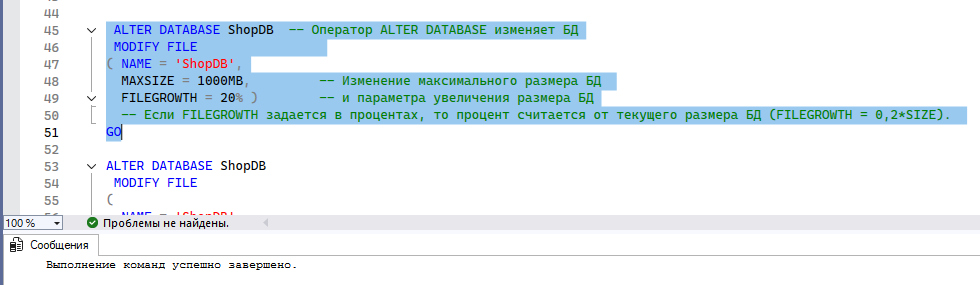 44
45 ALTER DATABASE ShopDB -- Оператор ALTER DATABASE изменяет БД
46 MODIFY FILE
47 ( NAME = 'ShopDB',
48 MAXSIZE = 1000MB, -- Изменение максимального размера БД
49 FILEGROWTH = 20% ) -- и параметра увеличения размера БД
50 -- Если FILEGROWTH задается в процентах, то процент считается от текущего размера БД (FILEGROWTH = 0,2*SIZE).
51 GO
52
53 ALTER DATABASE ShopDB
54 MODIFY FILE
55 (
56 NAME = 'ShopDB'
100 % Проблемы не найдены.
Сообщения
Выполнение команд успешно завершено.